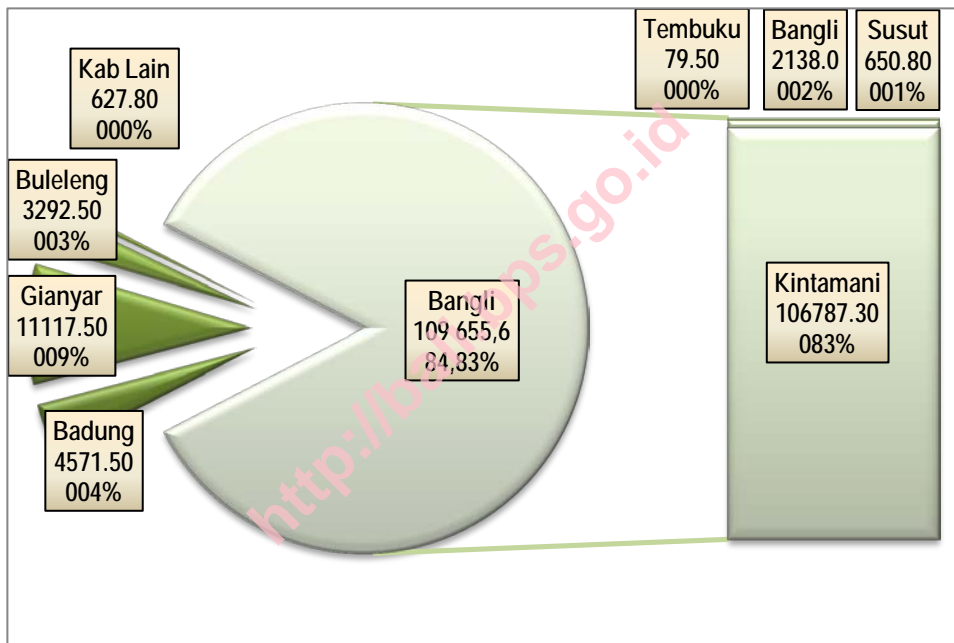 Tembuku
79.50
000%
Bangli
2138.0
002%
Susut
650.80
001%
Kab Lain
627.80
000%
Buleleng
3292.50
003%
Gianyar
11117.50
009%
Badung
4571.50
004%
Bangli
109 655,6
84,83%
Kintamani
106787.30
083%
http://bali.bps.go.id